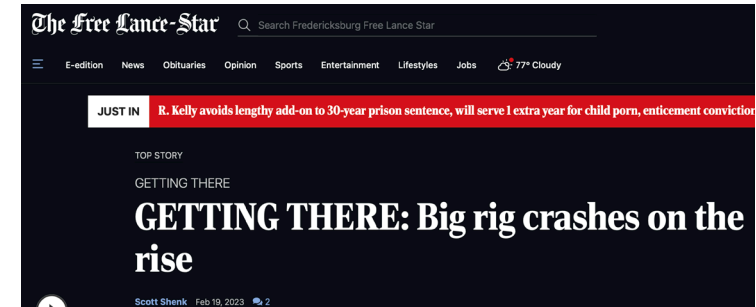 The Free Lance-Star
Search Fredericksburg Free Lance Star
E-edition News Obituaries Opinion Sports Entertainment Lifestyles Jobs 77° Cloudy
JUST IN R. Kelly avoids lengthy add-on to 30-year prison sentence, will serve 1 extra year for child porn, enticement conviction
TOP STORY
GETTING THERE
GETTING THERE: Big rig crashes on the
rise
Scott Shenk Feb 19, 2023 2